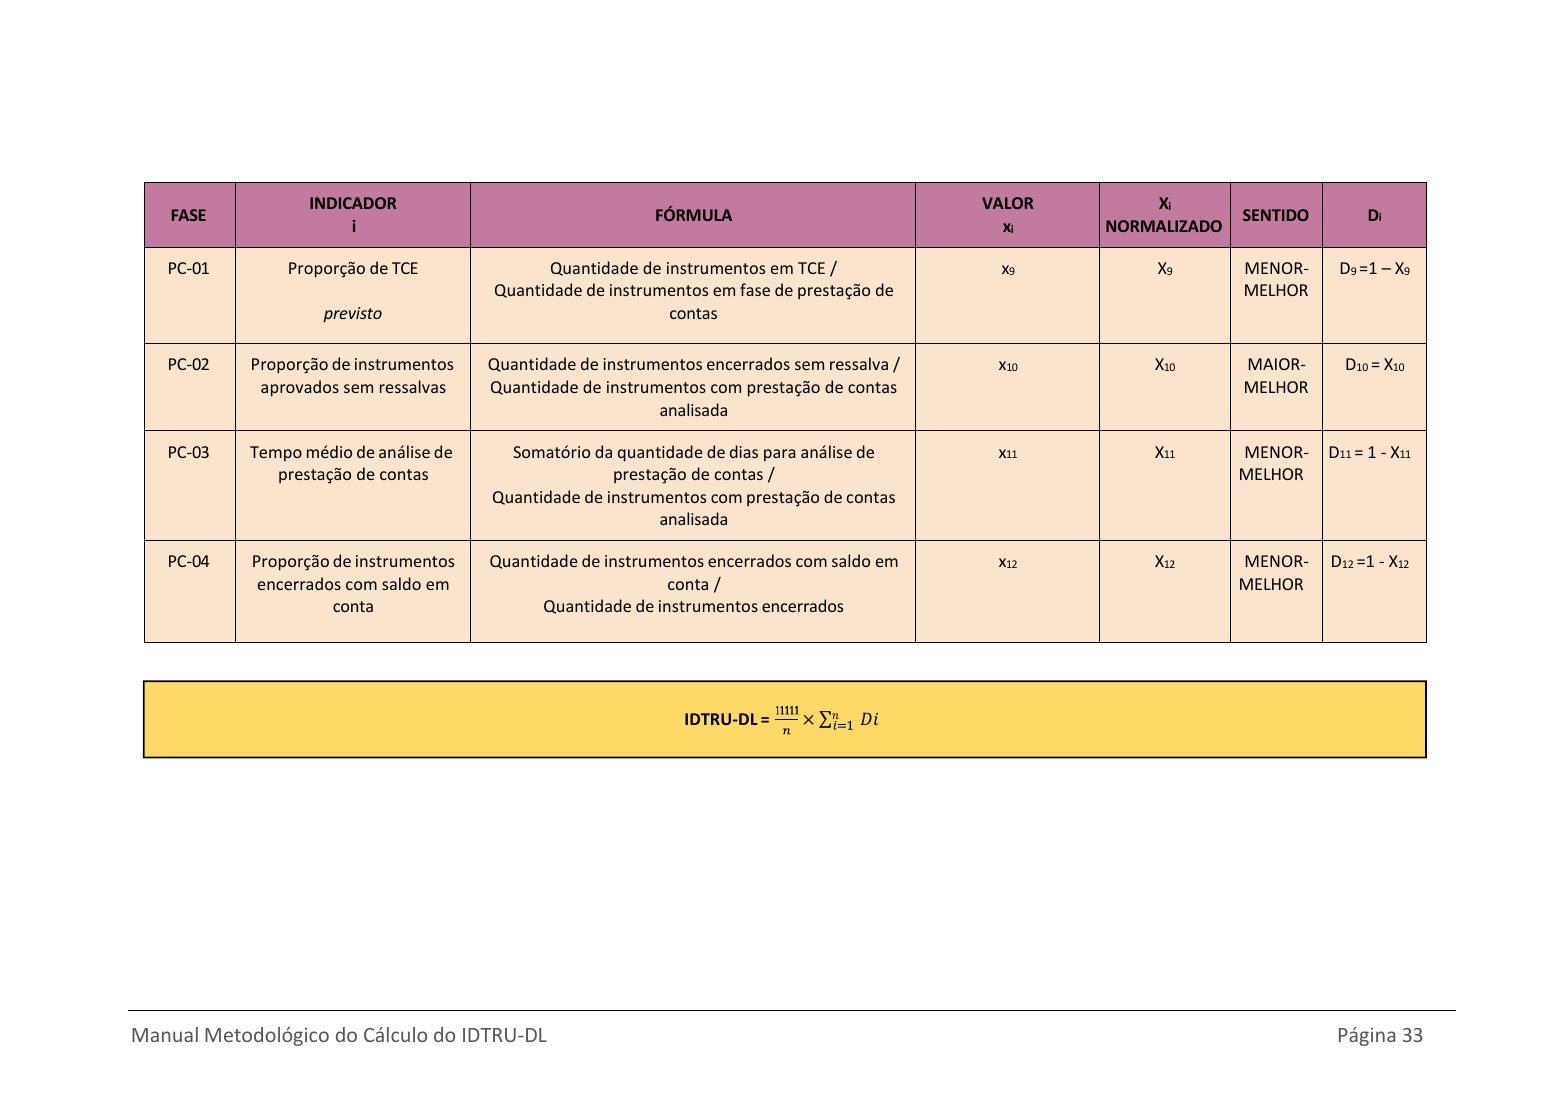 FASE
INDICADOR
i
FÓRMULA
VALOR
xᵢ
Xᵢ
NORMALIZADO
SENTIDO
Dᵢ
PC-01
Proporção de TCE
previsto
Quantidade de instrumentos em TCE /
Quantidade de instrumentos em fase de prestação de
contas
x₉
X₉
MENOR-
MELHOR
D₉ =1 – X₉
PC-02
Proporção de instrumentos
aprovados sem ressalvas
Quantidade de instrumentos encerrados sem ressalva /
Quantidade de instrumentos com prestação de contas
analisada
x₁₀
X₁₀
MAIOR-
MELHOR
D₁₀ = X₁₀
PC-03
Tempo médio de análise de
prestação de contas
Somatório da quantidade de dias para análise de
prestação de contas /
Quantidade de instrumentos com prestação de contas
analisada
x₁₁
X₁₁
MENOR-
MELHOR
D₁₁ = 1 - X₁₁
PC-04
Proporção de instrumentos
encerrados com saldo em
conta
Quantidade de instrumentos encerrados com saldo em
conta /
Quantidade de instrumentos encerrados
x₁₂
X₁₂
MENOR-
MELHOR
D₁₂ =1 - X₁₂
IDTRU-DL = 11111/n × ∑ⁿᵢ₌₁ Di
Manual Metodológico do Cálculo do IDTRU-DL
Página 33